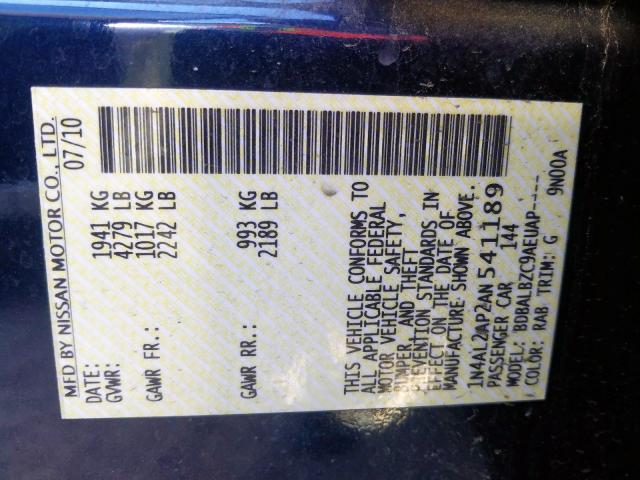 MFD BY NISSAN MOTOR CO., LTD.
DATE: 07/10
GVWR: 1941 KG
4279 LB
GAWR FR.: 1017 KG
2242 LB
GAWR RR.: 993 KG
2189 LB
THIS VEHICLE CONFORMS TO
ALL APPLICABLE FEDERAL
MOTOR VEHICLE SAFETY,
BUMPER, AND THEFT
PREVENTION STANDARDS IN
EFFECT ON THE DATE OF
MANUFACTURE SHOWN ABOVE.
1N4AL2AP2AN541189
PASSENGER CAR 144
MODEL: BDBALBZC9AEUAP-----
COLOR: RAB TRIM: G 9N00A